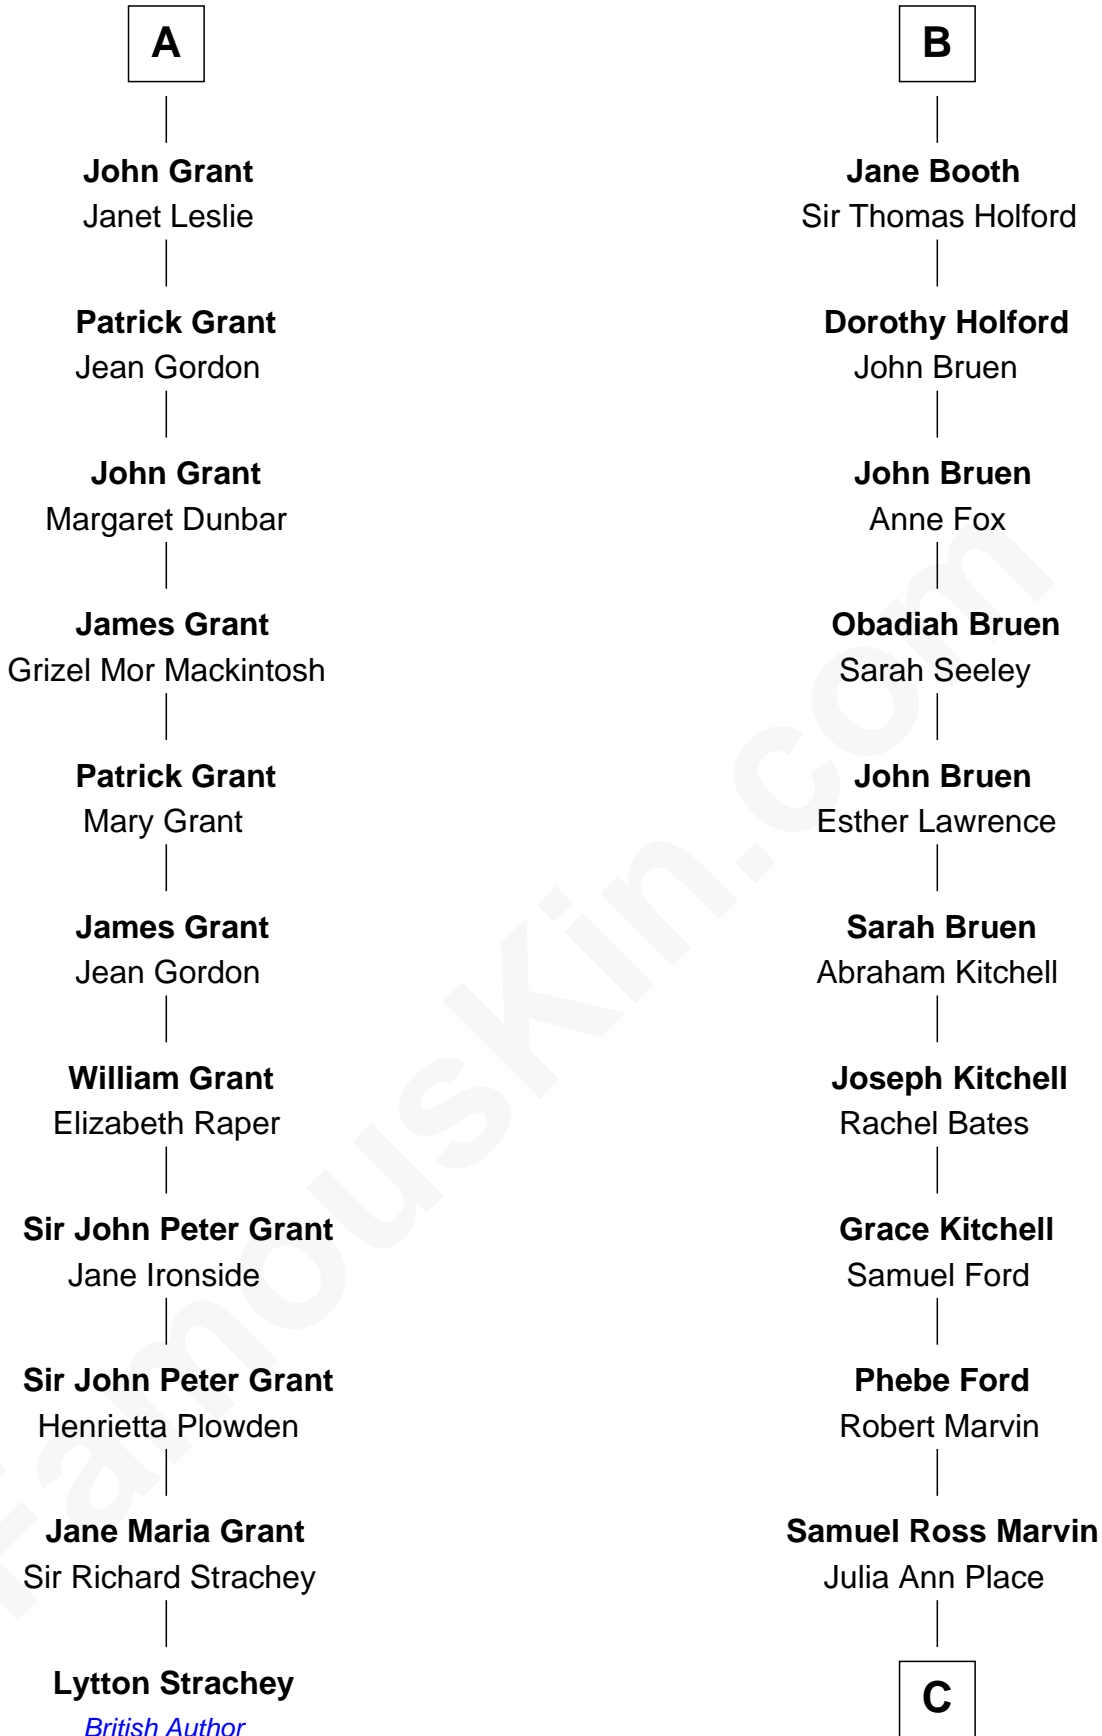 A
John Grant
Janet Leslie
Patrick Grant
Jean Gordon
John Grant
Margaret Dunbar
James Grant
Grizel Mor Mackintosh
Patrick Grant
Mary Grant
James Grant
Jean Gordon
William Grant
Elizabeth Raper
Sir John Peter Grant
Jane Ironside
Sir John Peter Grant
Henrietta Plowden
Jane Maria Grant
Sir Richard Strachey
Lytton Strachey
British Author
B
Jane Booth
Sir Thomas Holford
Dorothy Holford
John Bruen
John Bruen
Anne Fox
Obadiah Bruen
Sarah Seeley
John Bruen
Esther Lawrence
Sarah Bruen
Abraham Kitchell
Joseph Kitchell
Rachel Bates
Grace Kitchell
Samuel Ford
Phebe Ford
Robert Marvin
Samuel Ross Marvin
Julia Ann Place
C
FamousKin.com